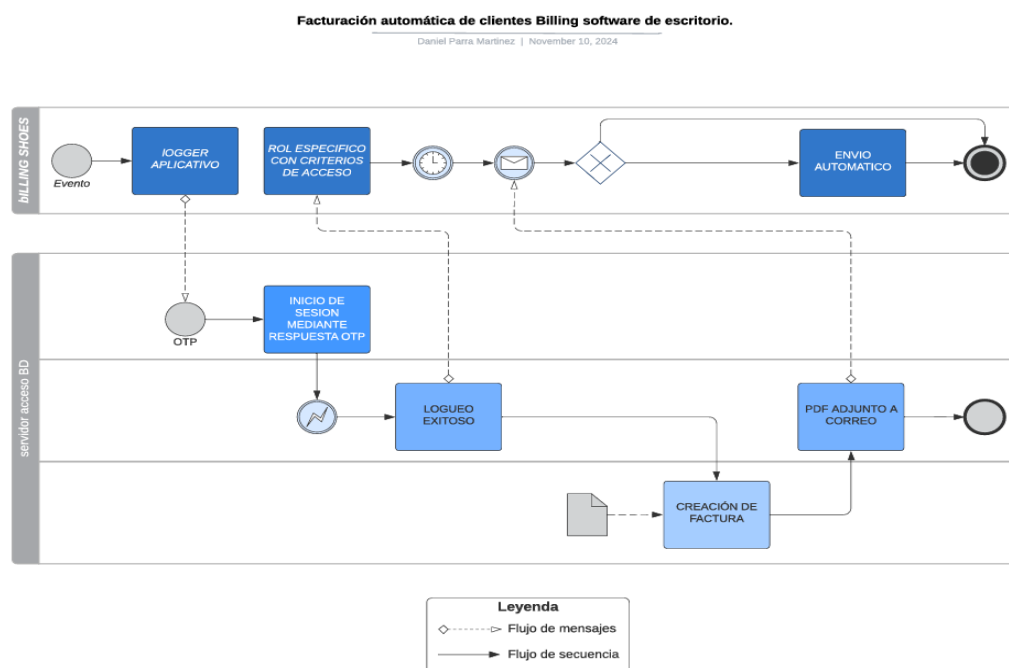 Facturación automática de clientes Billing software de escritorio.
Daniel Parra Martinez | November 10, 2024
bILLING SHOES
Evento
lOGGER
APLICATIVO
ROL ESPECIFICO
CON CRITERIOS
DE ACCESO
ENVIO
AUTOMATICO
servidor acceso BD
OTP
INICIO DE
SESION
MEDIANTE
RESPUESTA OTP
LOGUEO
EXITOSO
PDF ADJUNTO A
CORREO
CREACIÓN DE
FACTURA
Leyenda
Flujo de mensajes
Flujo de secuencia